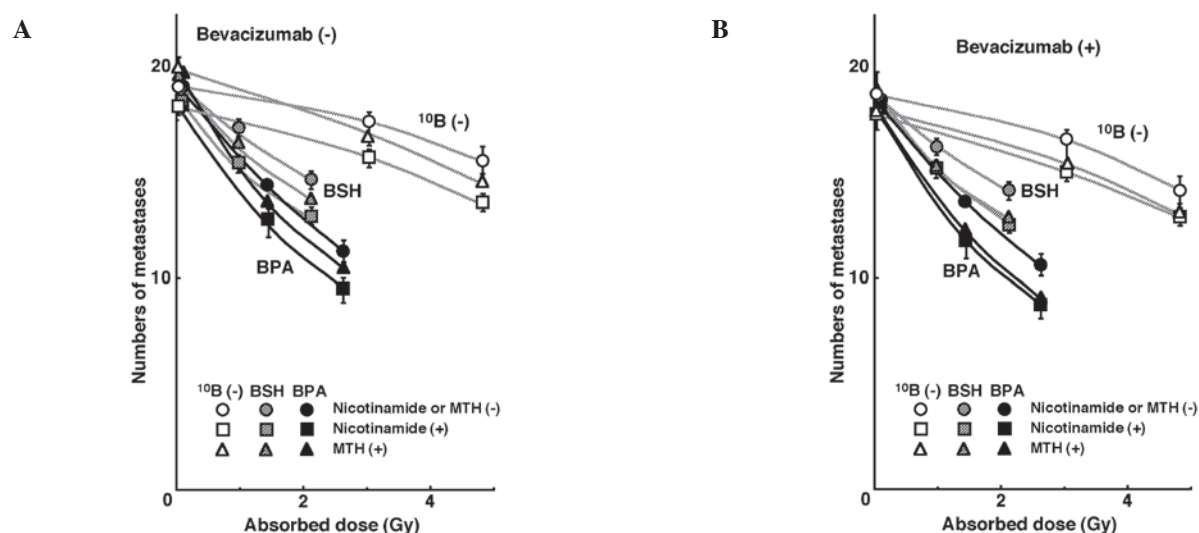 A
Bevacizumab (-)
20
10
0
2
4
¹⁰B (-)
BSH
BPA
Numbers of metastases
Absorbed dose (Gy)
¹⁰B (-) BSH BPA
Nicotinamide or MTH (-)
Nicotinamide (+)
MTH (+)
B
Bevacizumab (+)
20
10
0
2
4
¹⁰B (-)
BSH
BPA
Numbers of metastases
Absorbed dose (Gy)
¹⁰B (-) BSH BPA
Nicotinamide or MTH (-)
Nicotinamide (+)
MTH (+)